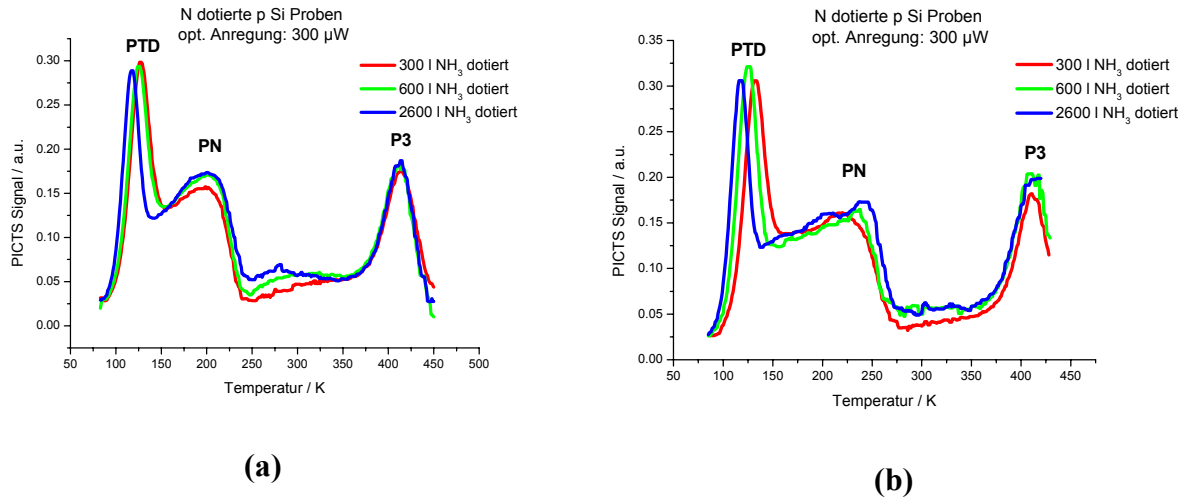 N dotierte p Si Proben
opt. Anregung: 300 µW
PTD
300 l NH3 dotiert
600 l NH3 dotiert
2600 l NH3 dotiert
PN
P3
0.30
0.25
0.20
0.15
0.10
0.05
0.00
PICTS Signal / a.u.
50 100 150 200 250 300 350 400 450 500
Temperatur / K
(a)
N dotierte p Si Proben
opt. Anregung: 300 µW
PTD
300 l NH3 dotiert
600 l NH3 dotiert
2600 l NH3 dotiert
PN
P3
0.35
0.30
0.25
0.20
0.15
0.10
0.05
0.00
PICTS Signal / a.u.
50 100 150 200 250 300 350 400 450
Temperatur / K
(b)